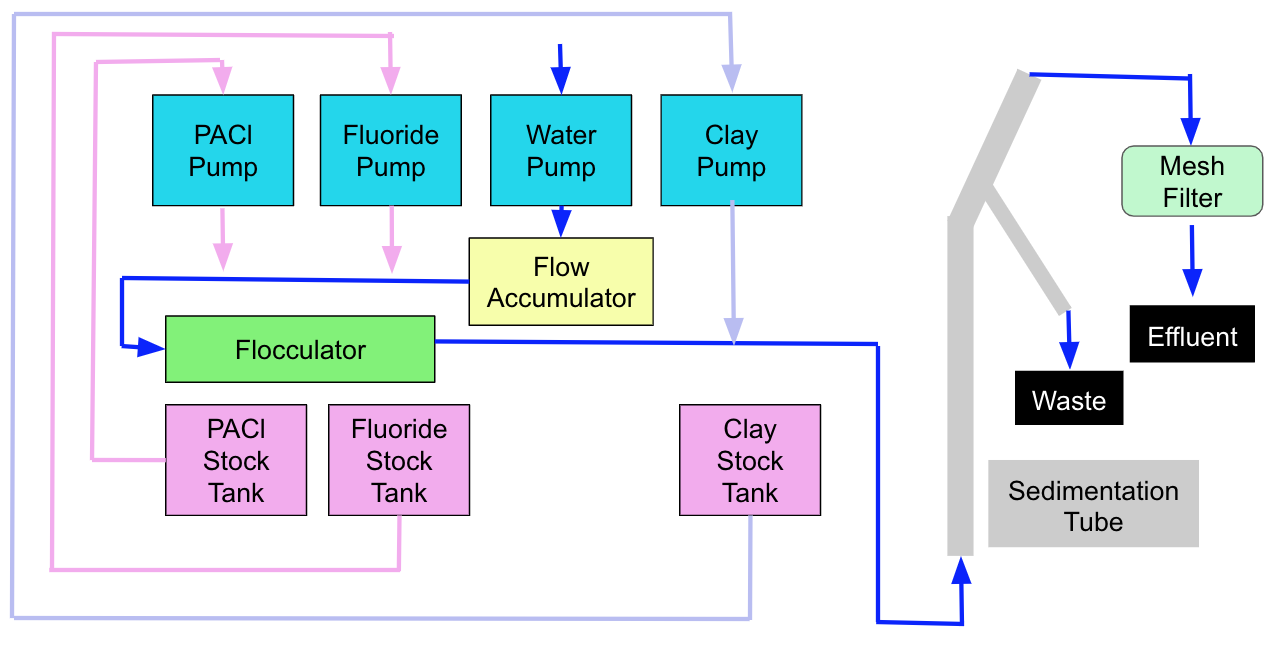 PACl
Pump
Fluoride
Pump
Water
Pump
Clay
Pump
Mesh
Filter
Flow
Accumulator
Effluent
Flocculator
Waste
PACl
Stock
Tank
Fluoride
Stock
Tank
Clay
Stock
Tank
Sedimentation
Tube